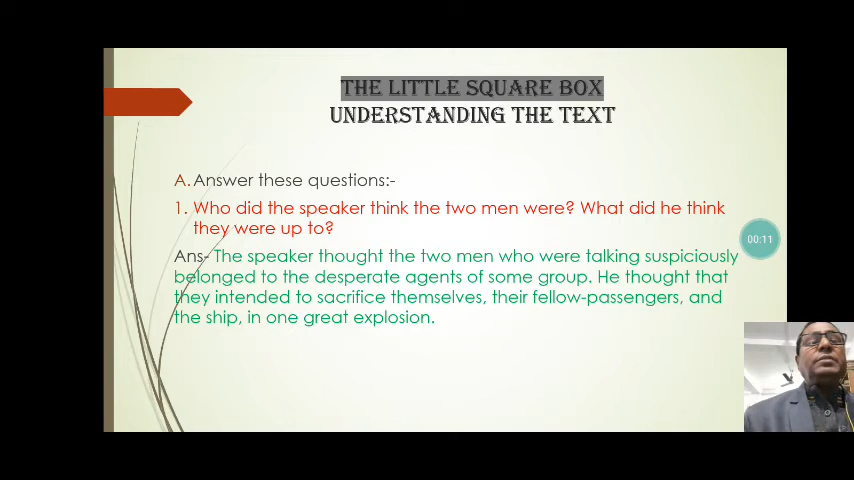 THE LITTLE SQUARE BOX
UNDERSTANDING THE TEXT
A. Answer these questions:-
1. Who did the speaker think the two men were? What did he think
they were up to?
00:11
Ans- The speaker thought the two men who were talking suspiciously
belonged to the desperate agents of some group. He thought that
they intended to sacrifice themselves, their fellow-passengers, and
the ship, in one great explosion.